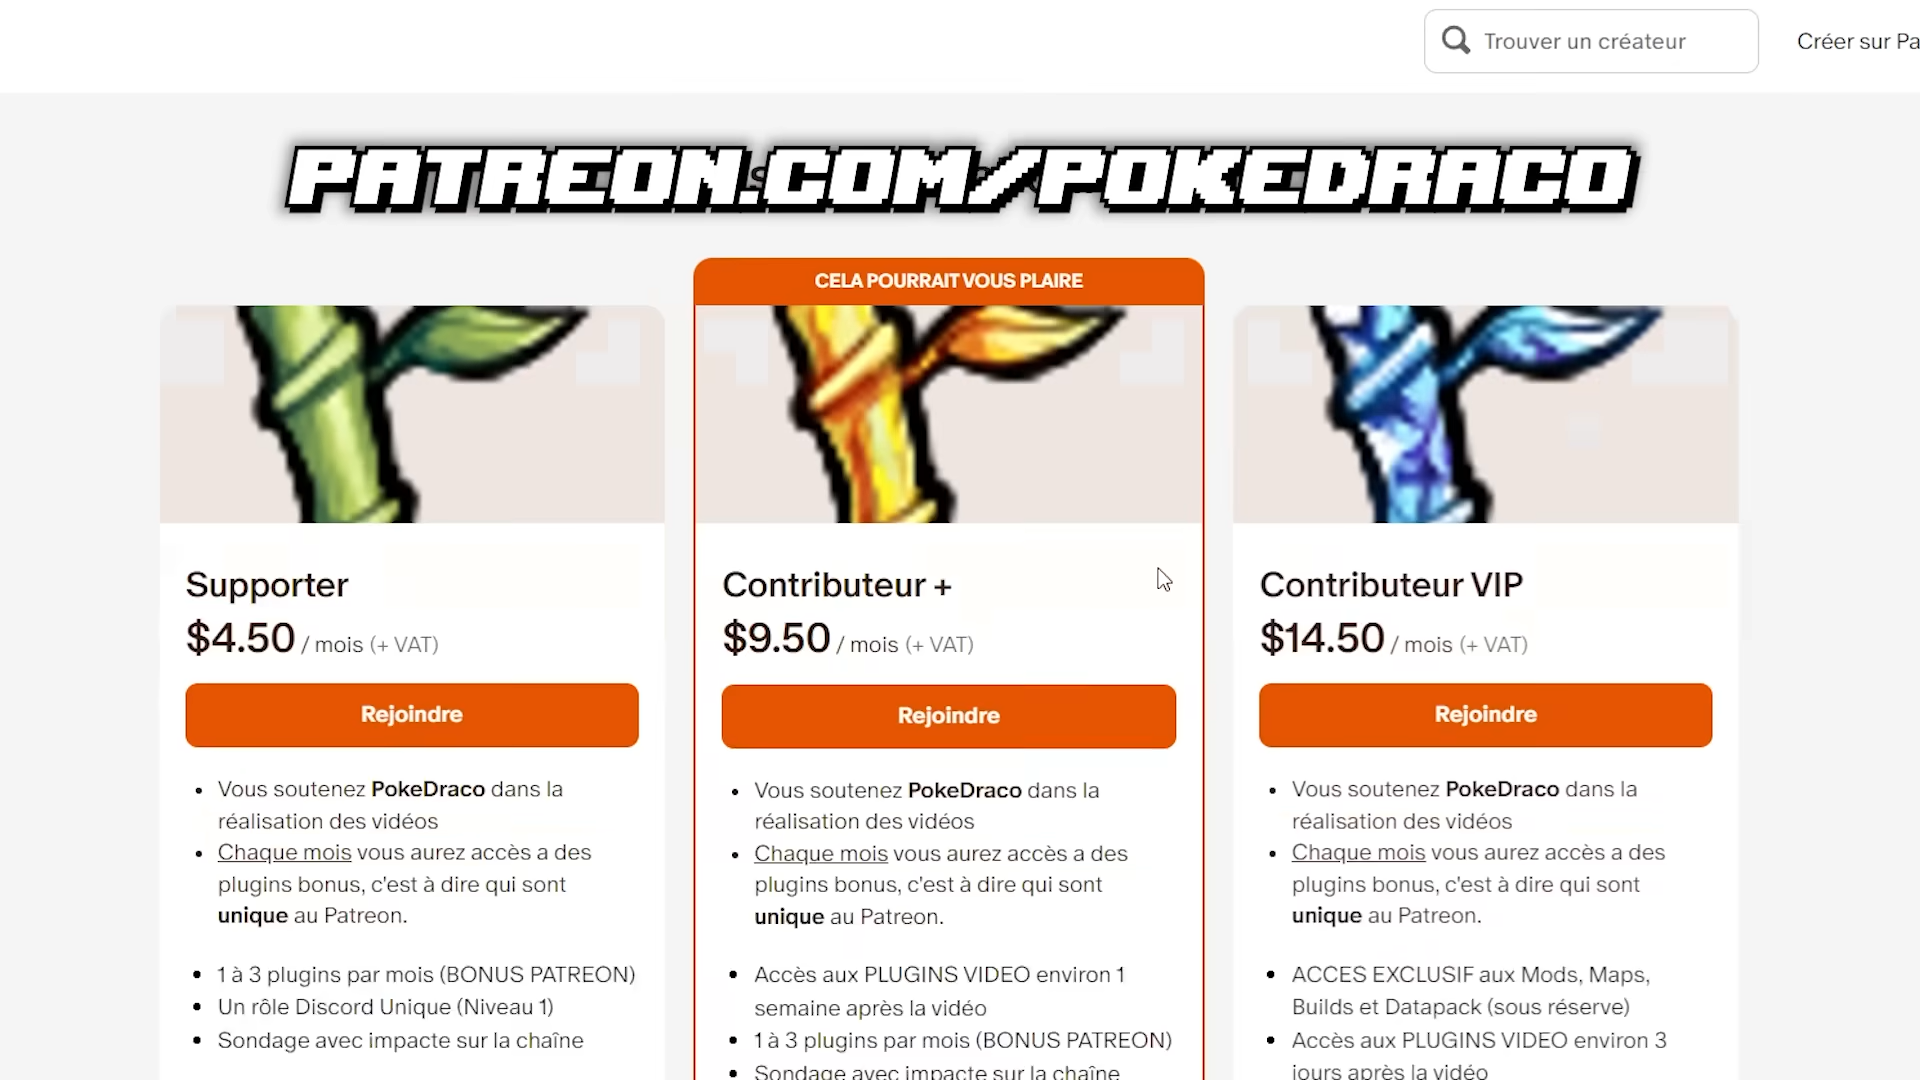 Trouver un créateur
Créer sur Pa
PATREON.COM/POKEDRACO
CELA POURRAIT VOUS PLAIRE
Supporter
$4.50 / mois (+ VAT)
Rejoindre
• Vous soutenez PokeDraco dans la
réalisation des vidéos
• Chaque mois vous aurez accès a des
plugins bonus, c'est à dire qui sont
unique au Patreon.
• 1 à 3 plugins par mois (BONUS PATREON)
• Un rôle Discord Unique (Niveau 1)
• Sondage avec impacte sur la chaîne
Contributeur +
$9.50 / mois (+ VAT)
Rejoindre
• Vous soutenez PokeDraco dans la
réalisation des vidéos
• Chaque mois vous aurez accès a des
plugins bonus, c'est à dire qui sont
unique au Patreon.
• Accès aux PLUGINS VIDEO environ 1
semaine après la vidéo
• 1 à 3 plugins par mois (BONUS PATREON)
• Sondage avec impacte sur la chaîne
Contributeur VIP
$14.50 / mois (+ VAT)
Rejoindre
• Vous soutenez PokeDraco dans la
réalisation des vidéos
• Chaque mois vous aurez accès a des
plugins bonus, c'est à dire qui sont
unique au Patreon.
• ACCES EXCLUSIF aux Mods, Maps,
Builds et Datapack (sous réserve)
• Accès aux PLUGINS VIDEO environ 3
jours après la vidéo